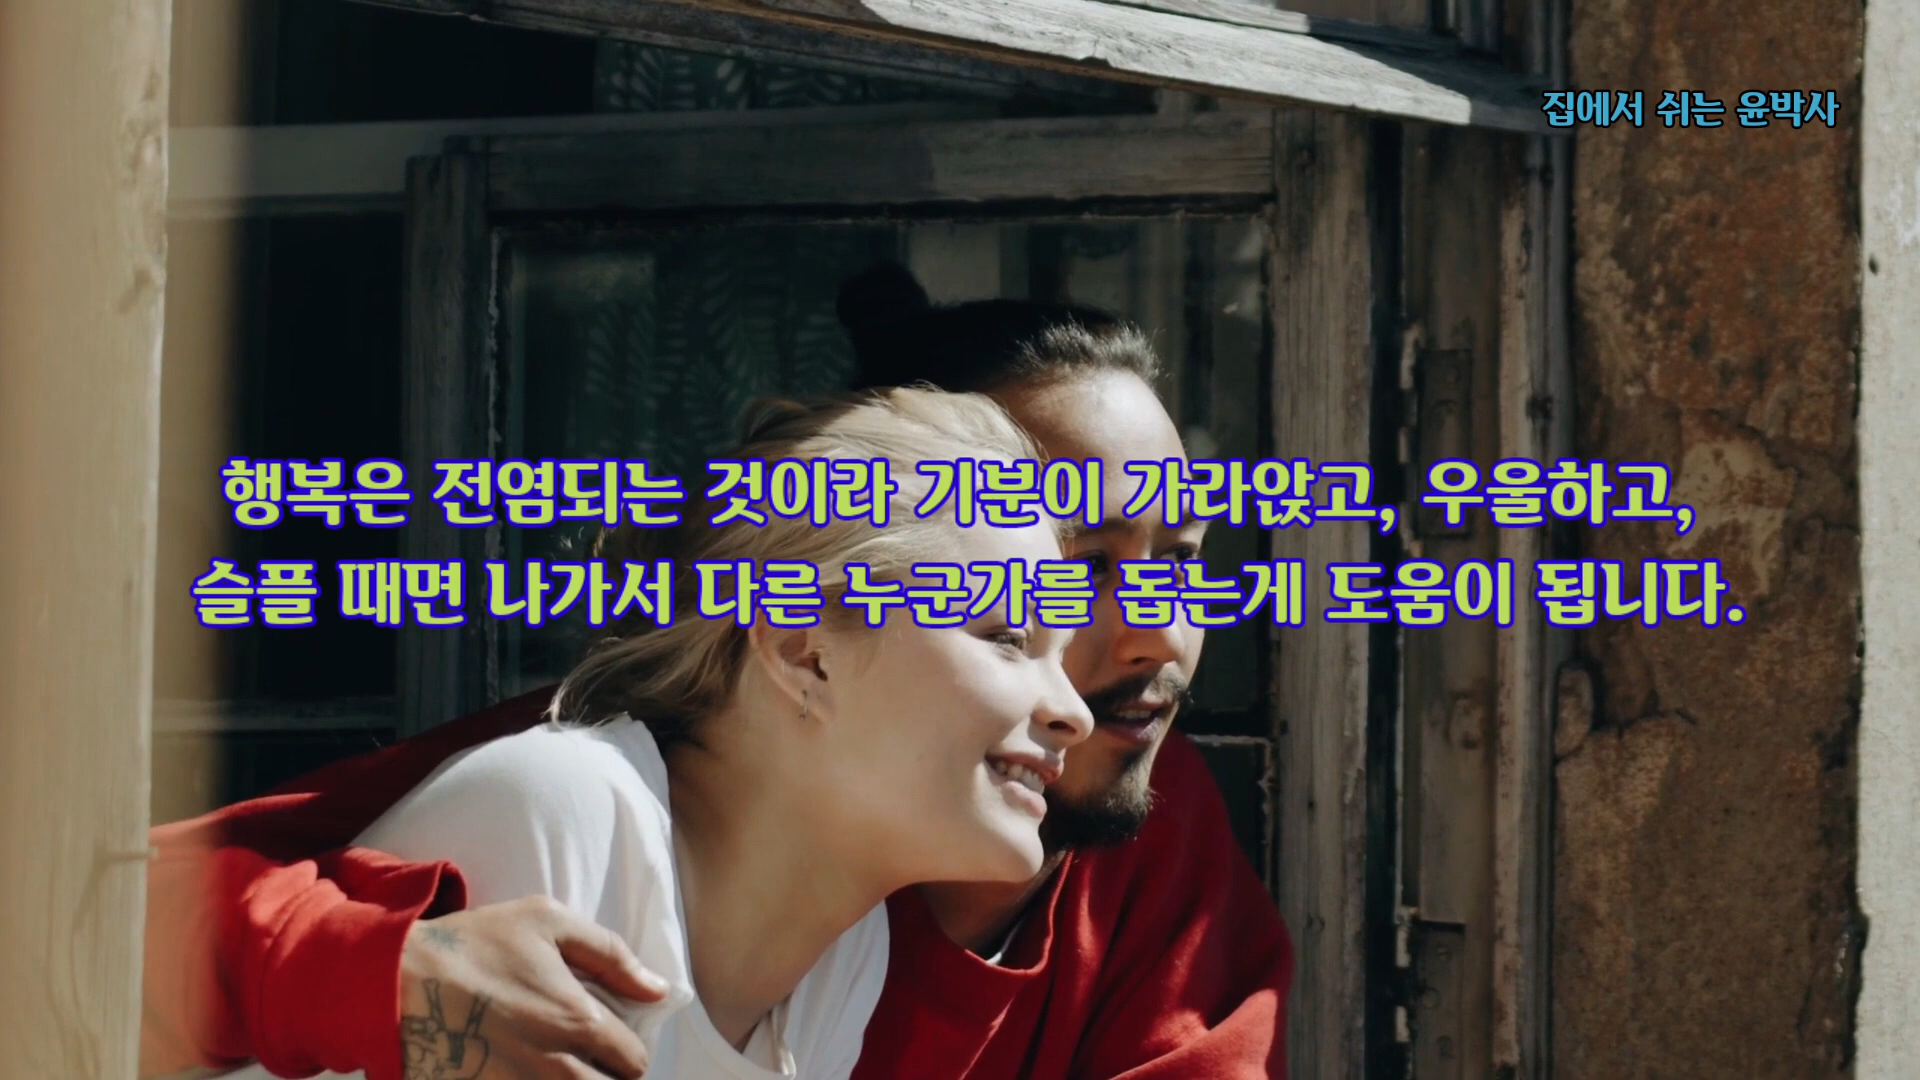 집에서 쉬는 윤박사
행복은 전염되는 것이라 기분이 가라앉고, 우울하고,
슬플 때면 나가서 다른 누군가를 돕는게 도움이 됩니다.